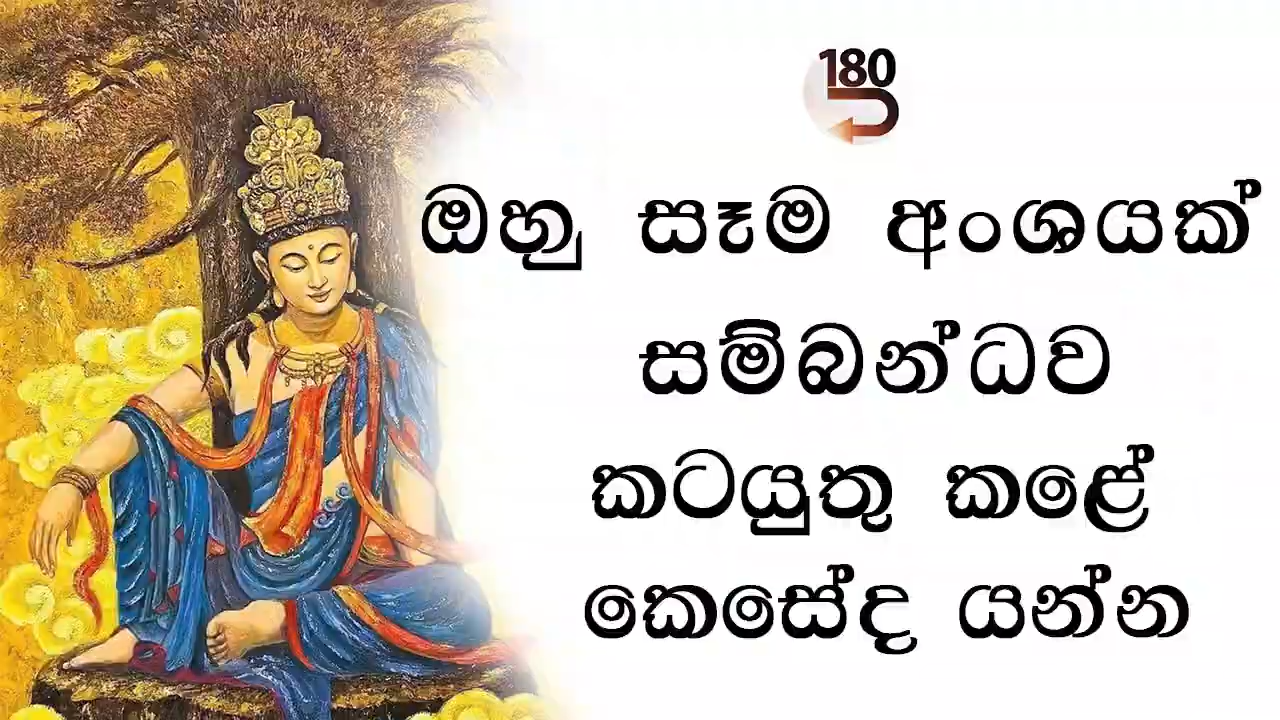 180
ඔහු සෑම අංශයක්
සම්බන්ධව
කටයුතු කළේ
කෙසේද යන්න